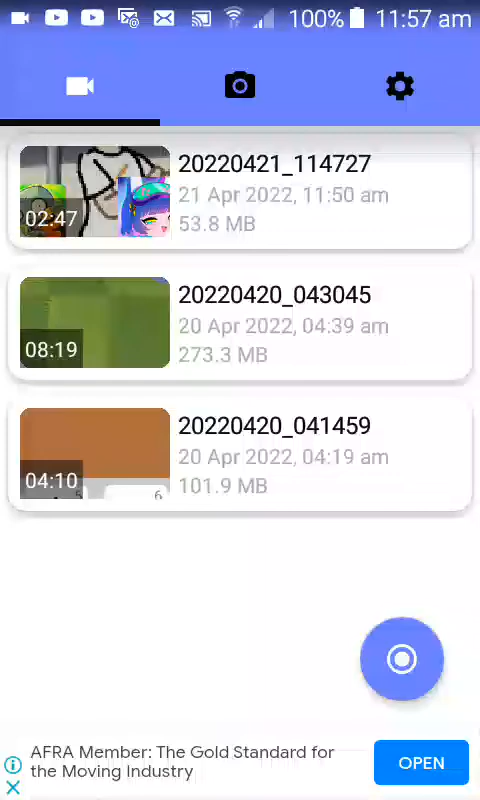 100% 11:57 am
02:47
20220421_114727
21 Apr 2022, 11:50 am
53.8 MB
08:19
20220420_043045
20 Apr 2022, 04:39 am
273.3 MB
04:10
5
6
20220420_041459
20 Apr 2022, 04:19 am
101.9 MB
AFRA Member: The Gold Standard for
the Moving Industry
OPEN